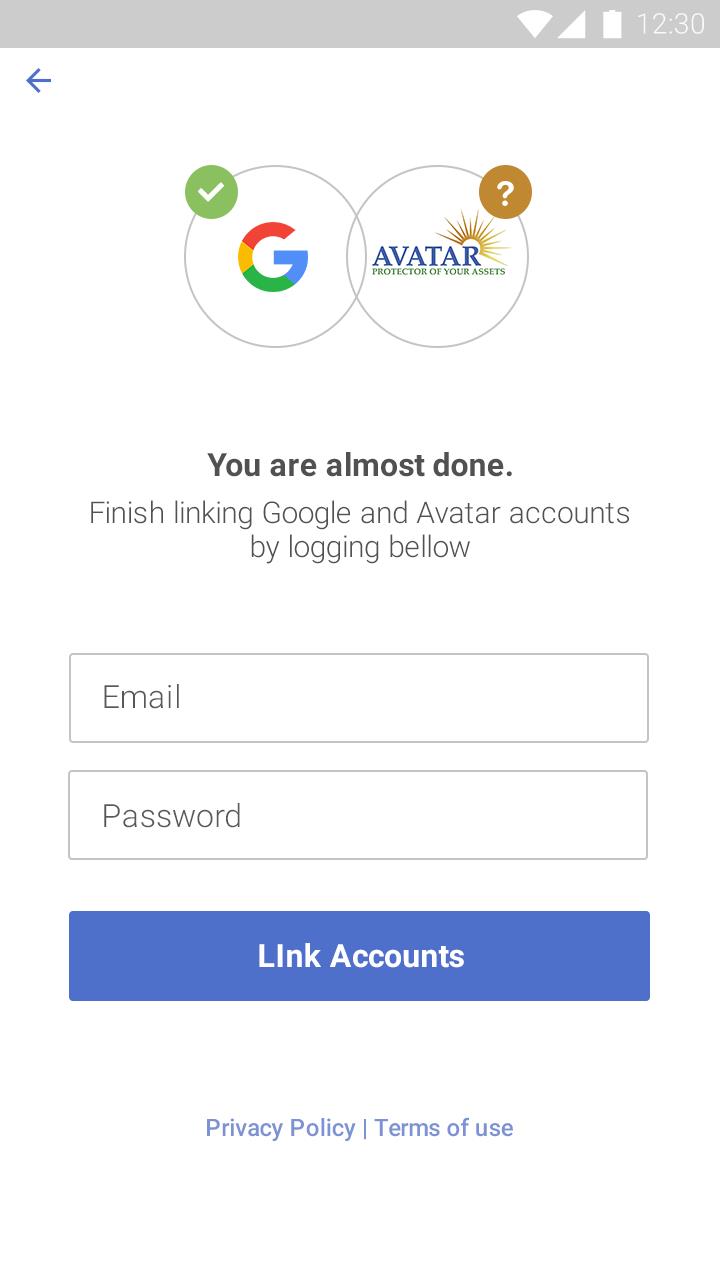 12:30
?
AVATAR
PROTECTOR OF YOUR ASSETS
You are almost done.
Finish linking Google and Avatar accounts
by logging bellow
Email
Password
LInk Accounts
Privacy Policy | Terms of use